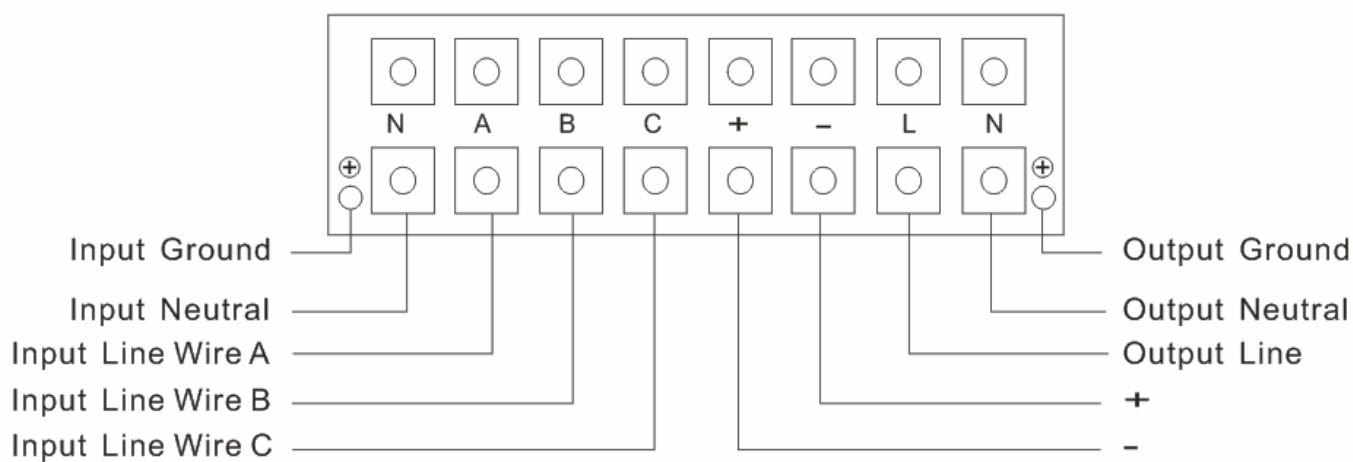 N A B C + – L N
Input Ground
Input Neutral
Input Line Wire A
Input Line Wire B
Input Line Wire C
Output Ground
Output Neutral
Output Line
+
-